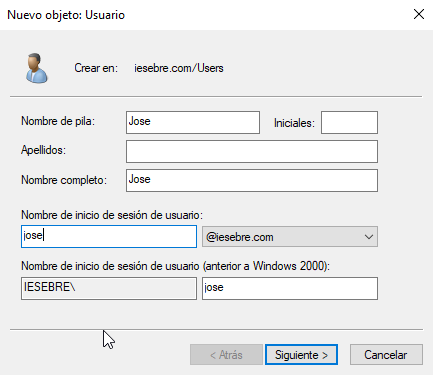 Nuevo objeto: Usuario
Crear en: iesebre.com/Users
Nombre de pila: Jose Iniciales:
Apellidos:
Nombre completo: Jose
Nombre de inicio de sesión de usuario:
jose @iesebre.com
Nombre de inicio de sesión de usuario (anterior a Windows 2000):
IESEBRE\ jose
< Atrás Siguiente > Cancelar